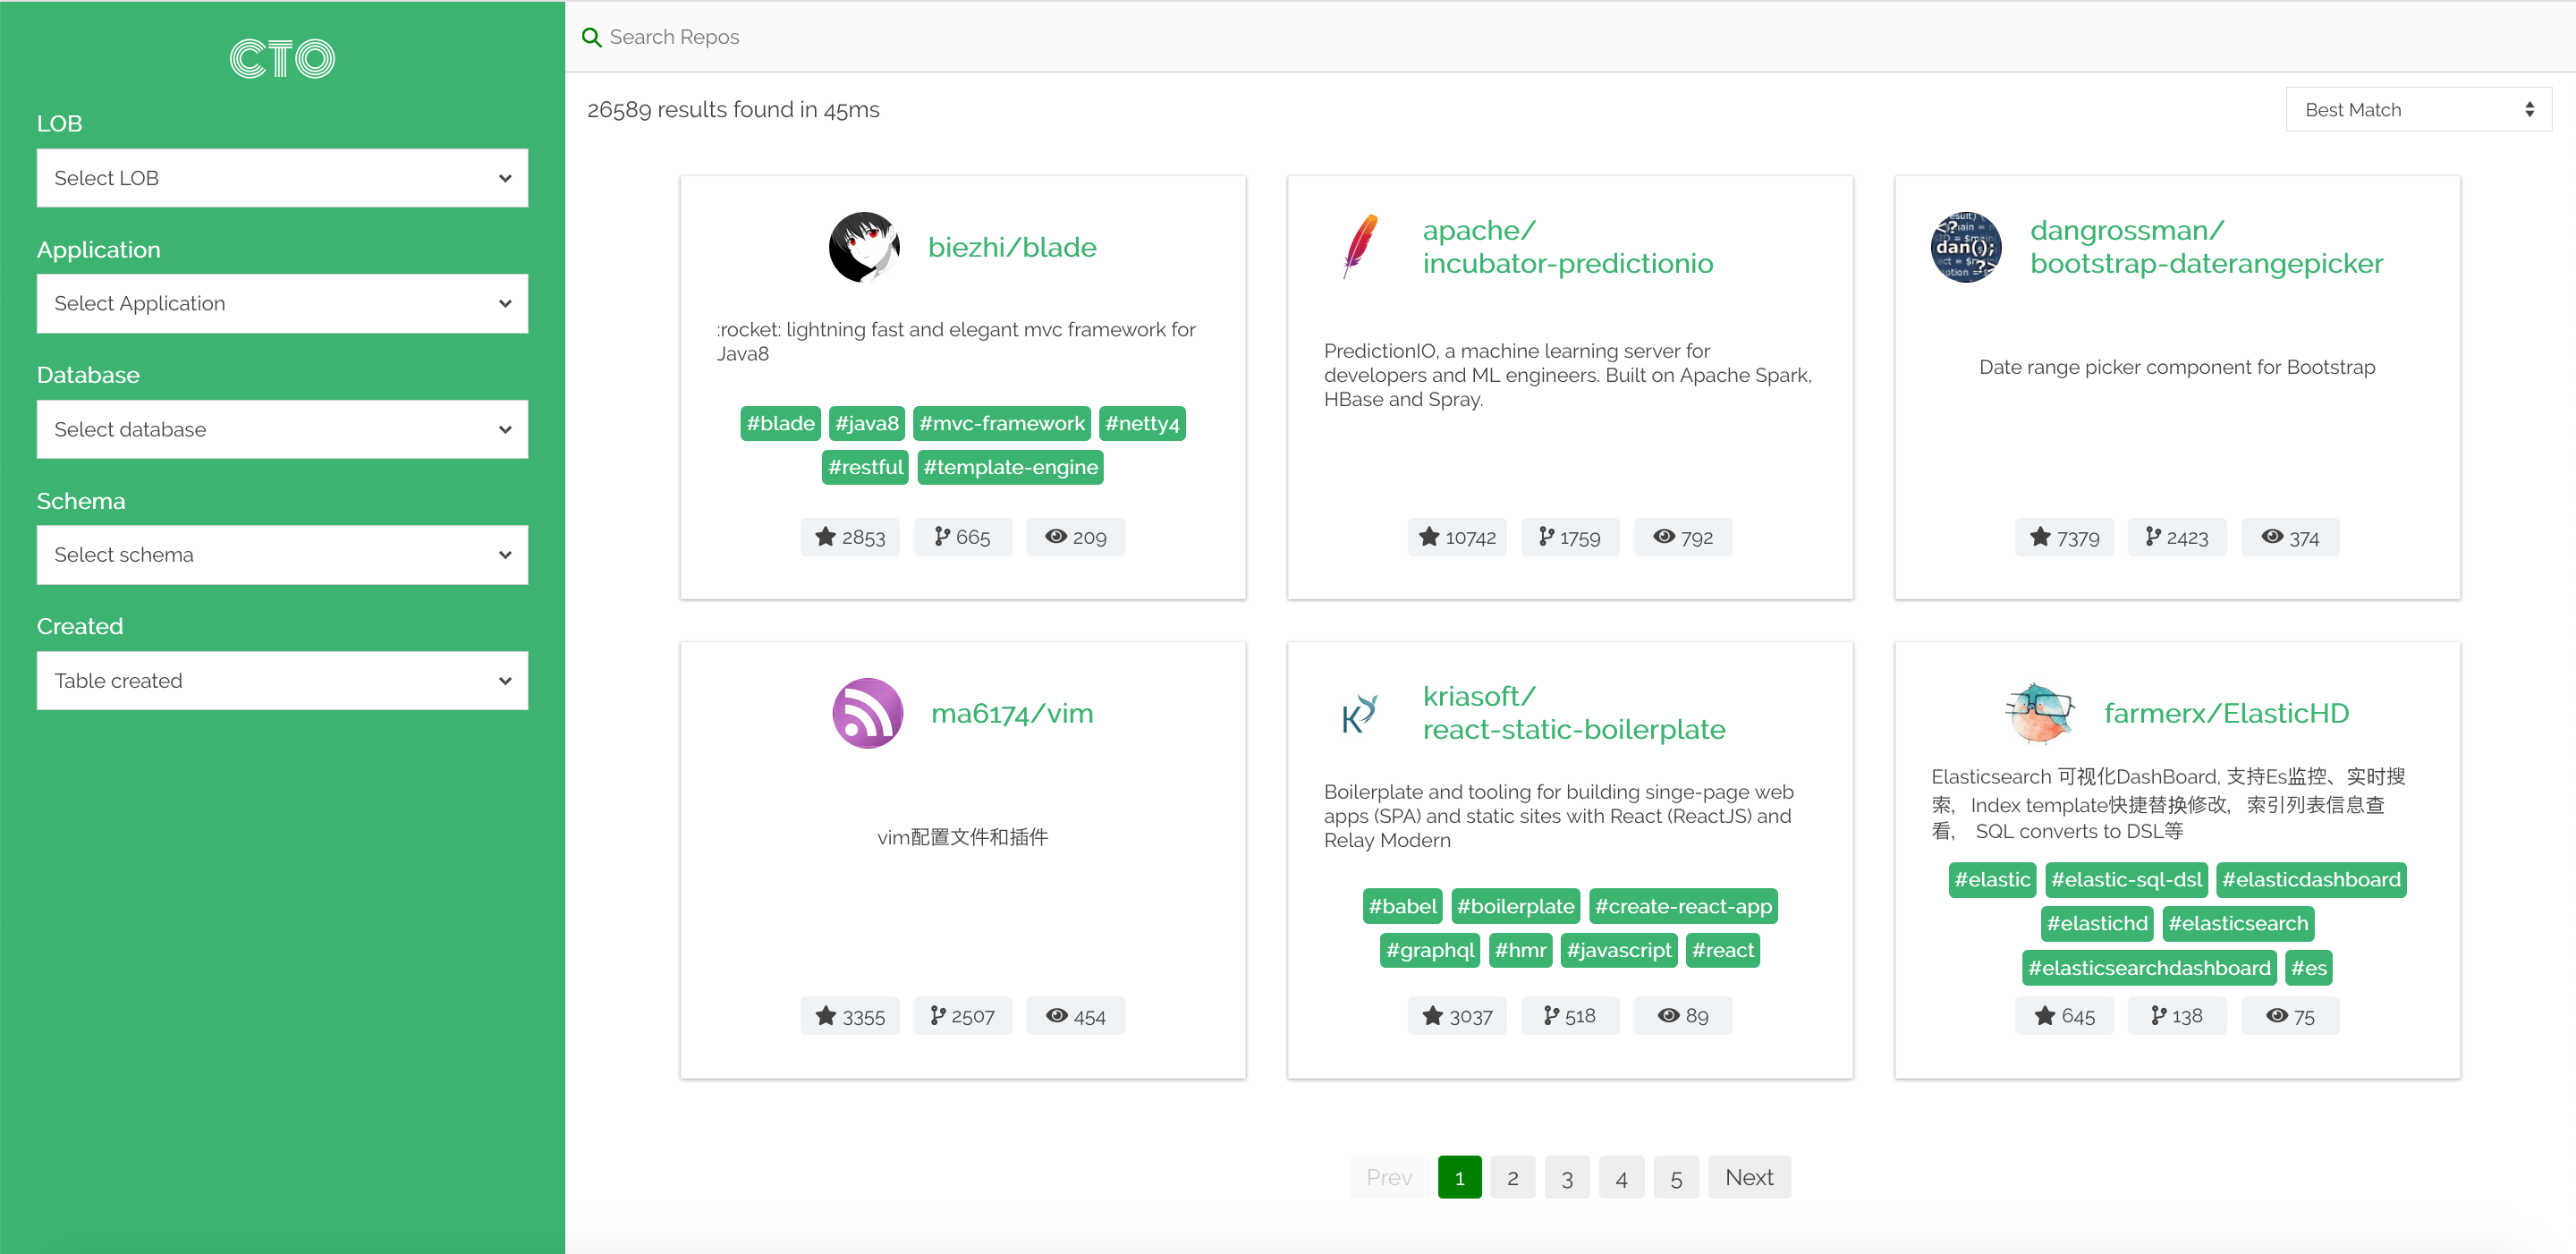 CTO
LOB
Select LOB
Application
Select Application
Database
Select database
Schema
Select schema
Created
Table created
Search Repos
26589 results found in 45ms
Best Match
biezhi/blade
:rocket: lightning fast and elegant mvc framework for
Java8
#blade #java8 #mvc-framework #netty4
#restful #template-engine
2853 665 209
apache/
incubator-predictionio
PredictionIO, a machine learning server for
developers and ML engineers. Built on Apache Spark,
HBase and Spray.
10742 1759 792
dan();
dangrossman/
bootstrap-daterangepicker
Date range picker component for Bootstrap
7379 2423 374
ma6174/vim
vim配置文件和插件
3355 2507 454
K
kriasoft/
react-static-boilerplate
Boilerplate and tooling for building singe-page web
apps (SPA) and static sites with React (ReactJS) and
Relay Modern
#babel #boilerplate #create-react-app
#graphql #hmr #javascript #react
3037 518 89
farmerx/ElasticHD
Elasticsearch 可视化DashBoard, 支持Es监控、实时搜
索，Index template快捷替换修改，索引列表信息查
看， SQL converts to DSL等
#elastic #elastic-sql-dsl #elasticdashboard
#elastichd #elasticsearch
#elasticsearchdashboard #es
645 138 75
Prev 1 2 3 4 5 Next